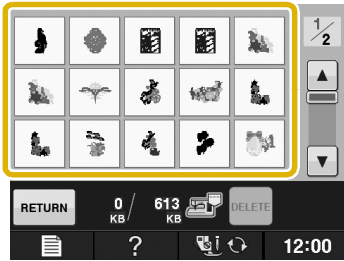 1/2
RETURN
0 KB / 613 KB
DELETE
?
12:00